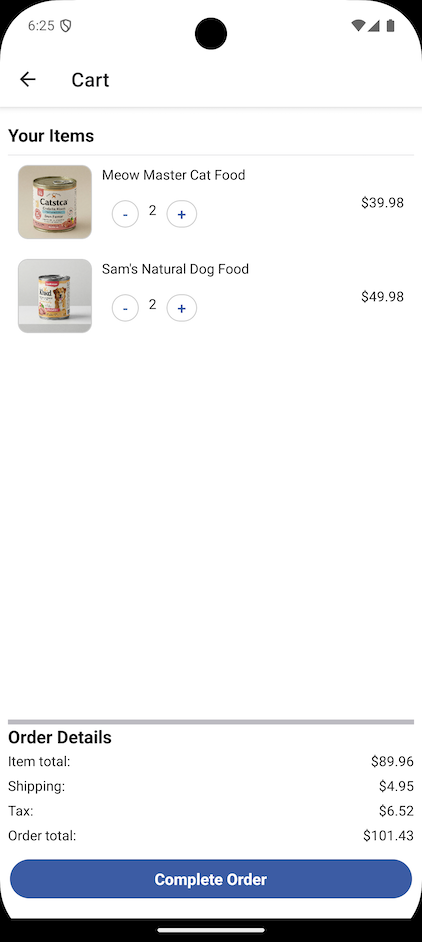 6:25
Cart
Your Items
Catstca
Meow Master Cat Food
- 2 +
$39.98
Sam's Natural Dog Food
- 2 +
$49.98
Order Details
Item total: $89.96
Shipping: $4.95
Tax: $6.52
Order total: $101.43
Complete Order